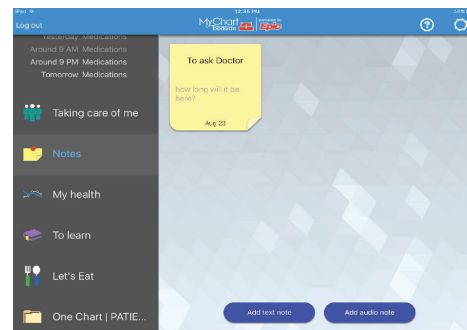 iPad
12:35 PM
Log out
MyChart
bedside
Epic
Yesterday Medications
Around 9 AM Medications
Around 9 PM Medications
Tomorrow Medications
Taking care of me
Notes
My health
To learn
Let's Eat
One Chart | PATIE...
To ask Doctor
how long will it be
here?
Aug 23
Add text note
Add audio note